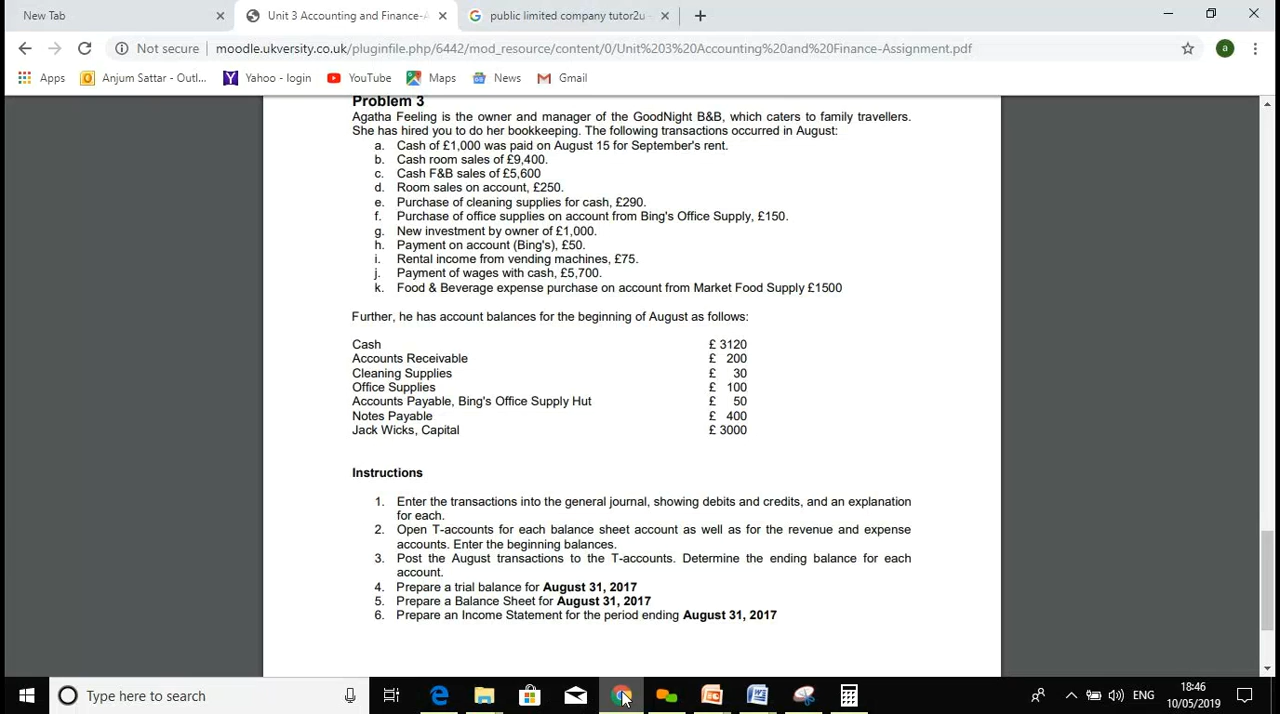 New Tab
Unit 3 Accounting and Finance-A
public limited company tutor2u -
Not secure | moodle.ukversity.co.uk/pluginfile.php/6442/mod_resource/content/0/Unit%203%20Accounting%20and%20Finance-Assignment.pdf
a
Apps Anjum Sattar - Outl... Yahoo - login YouTube Maps News Gmail
Problem 3
Agatha Feeling is the owner and manager of the GoodNight B&B, which caters to family travellers.
She has hired you to do her bookkeeping. The following transactions occurred in August:
a. Cash of £1,000 was paid on August 15 for September's rent.
b. Cash room sales of £9,400.
c. Cash F&B sales of £5,600
d. Room sales on account, £250.
e. Purchase of cleaning supplies for cash, £290.
f. Purchase of office supplies on account from Bing's Office Supply, £150.
g. New investment by owner of £1,000.
h. Payment on account (Bing's), £50.
i. Rental income from vending machines, £75.
j. Payment of wages with cash, £5,700.
k. Food & Beverage expense purchase on account from Market Food Supply £1500
Further, he has account balances for the beginning of August as follows:
Cash £ 3120
Accounts Receivable £ 200
Cleaning Supplies £ 30
Office Supplies £ 100
Accounts Payable, Bing's Office Supply Hut £ 50
Notes Payable £ 400
Jack Wicks, Capital £ 3000
Instructions
1. Enter the transactions into the general journal, showing debits and credits, and an explanation
for each.
2. Open T-accounts for each balance sheet account as well as for the revenue and expense
accounts. Enter the beginning balances.
3. Post the August transactions to the T-accounts. Determine the ending balance for each
account.
4. Prepare a trial balance for August 31, 2017
5. Prepare a Balance Sheet for August 31, 2017
6. Prepare an Income Statement for the period ending August 31, 2017
Type here to search
ENG
18:46
10/05/2019